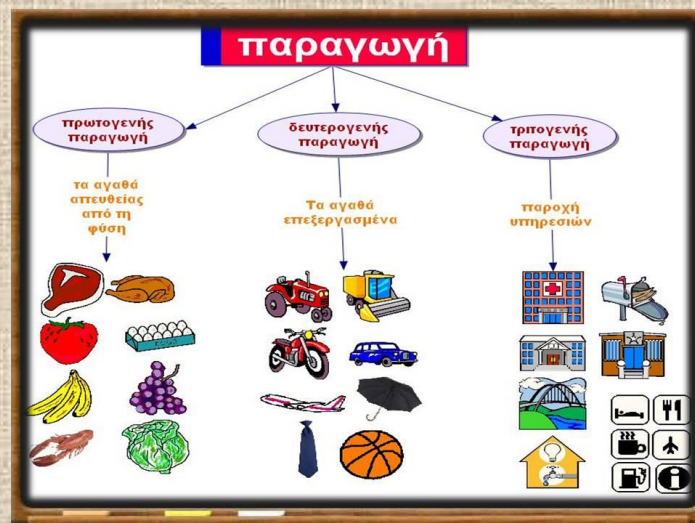 παραγωγή
πρωτογενής
παραγωγή
δευτερογενής
παραγωγή
τριτογενής
παραγωγή
τα αγαθά
απευθείας
από τη
φύση
Τα αγαθά
επεξεργασμένα
παροχή
υπηρεσιών